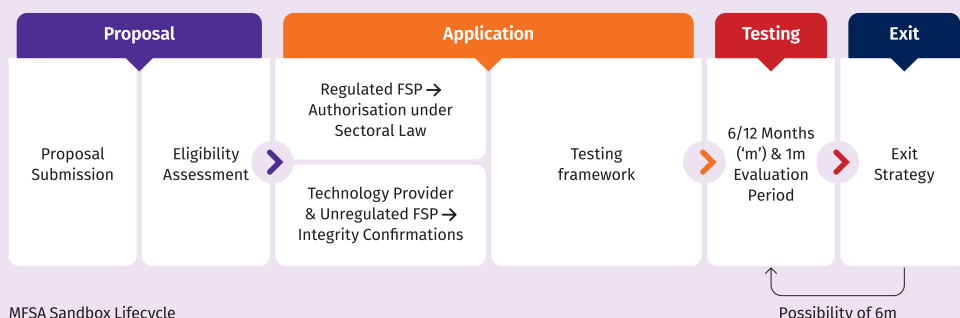 Proposal
Application
Testing
Exit
Proposal
Submission
Eligibility
Assessment
Regulated FSP →
Authorisation under
Sectoral Law
Technology Provider
& Unregulated FSP →
Integrity Confirmations
Testing
framework
6/12 Months
(‘m’) & 1m
Evaluation
Period
Exit
Strategy
MFSA Sandbox Lifecycle
Possibility of 6m